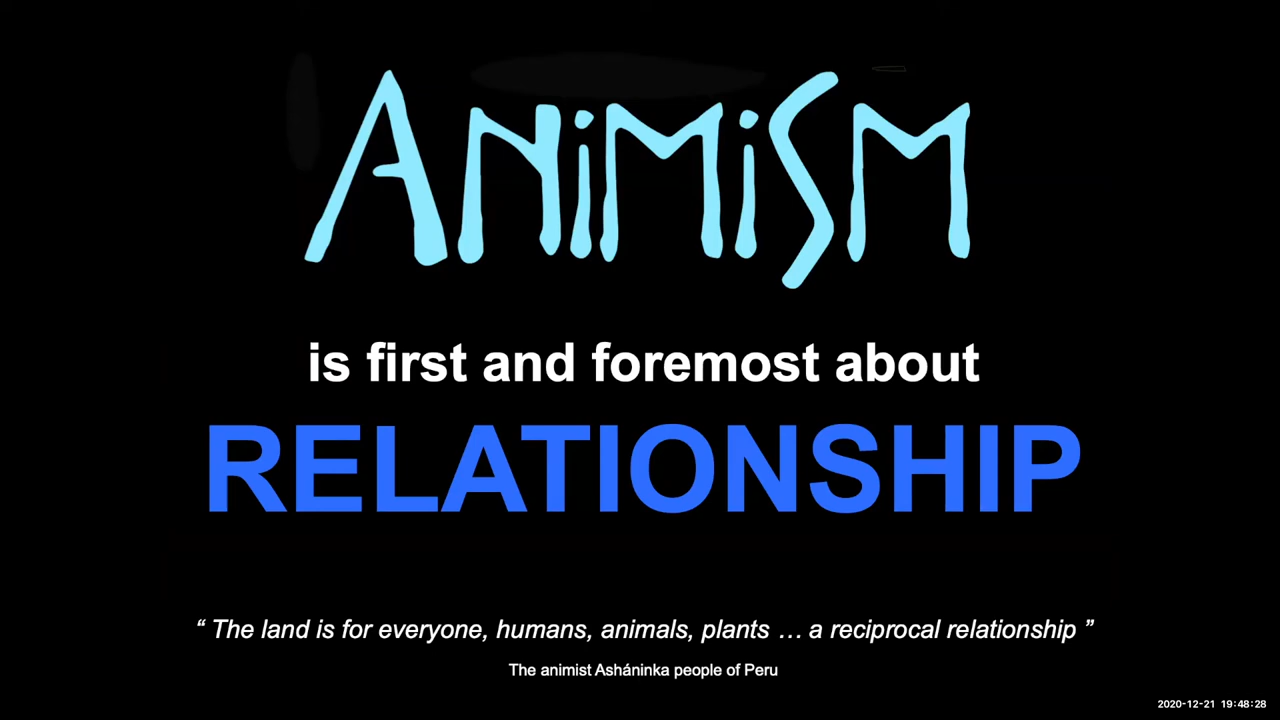 ANiMiSM
is first and foremost about
RELATIONSHIP
“ The land is for everyone, humans, animals, plants … a reciprocal relationship ”
The animist Asháninka people of Peru
2020-12-21 19:48:28